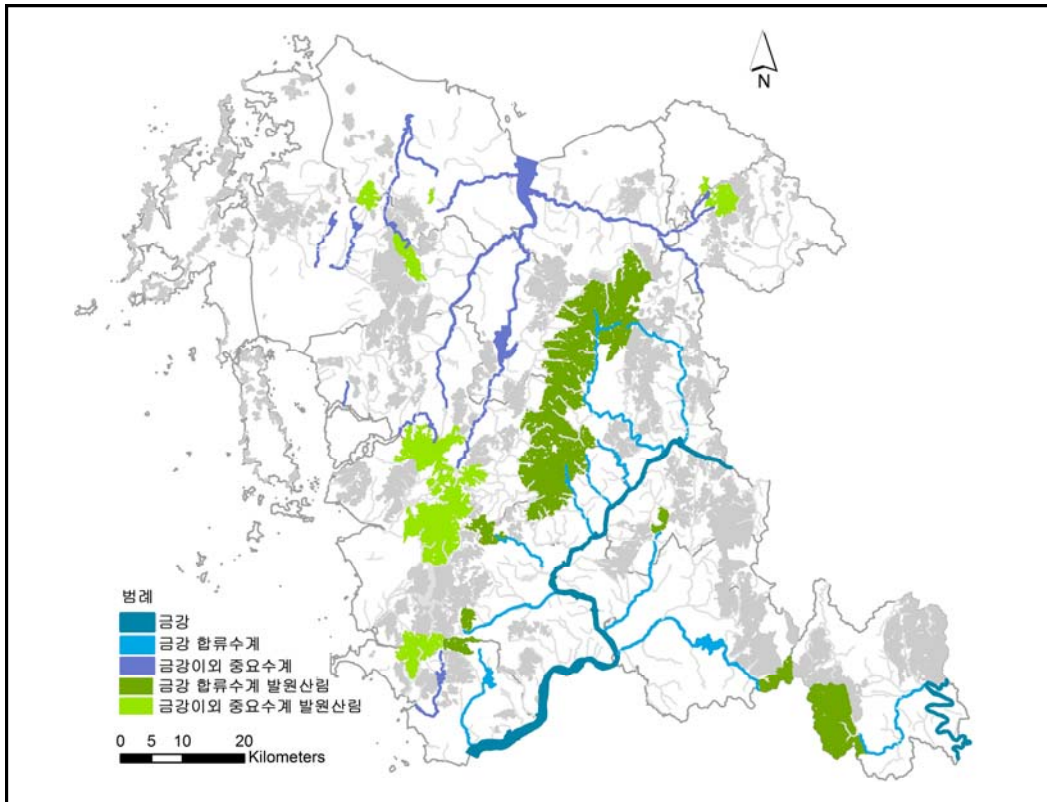 N
범례
금강
금강 합류수계
금강이외 중요수계
금강 합류수계 발원산림
금강이외 중요수계 발원산림
0 5 10 20
Kilometers